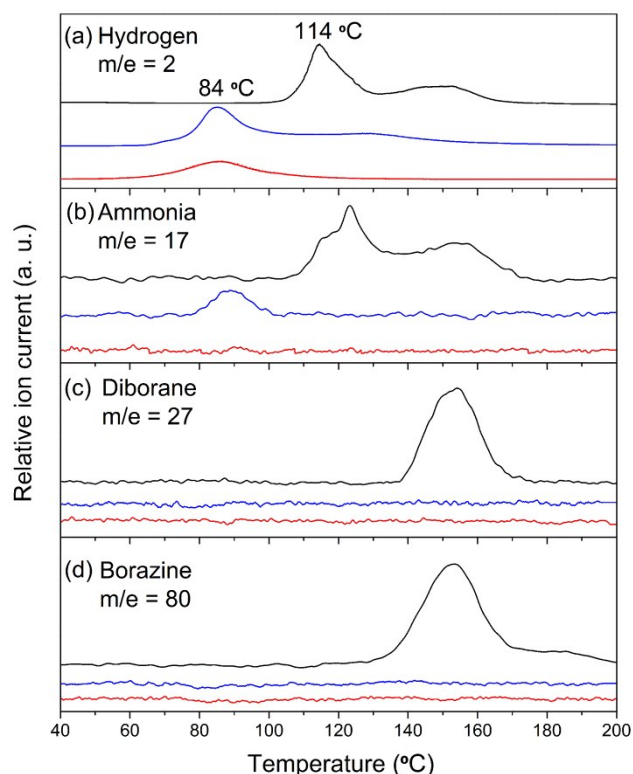 (a) Hydrogen
m/e = 2
114 ºC
84 ºC
(b) Ammonia
m/e = 17
(c) Diborane
m/e = 27
(d) Borazine
m/e = 80
Relative ion current (a. u.)
40 60 80 100 120 140 160 180 200
Temperature (ºC)